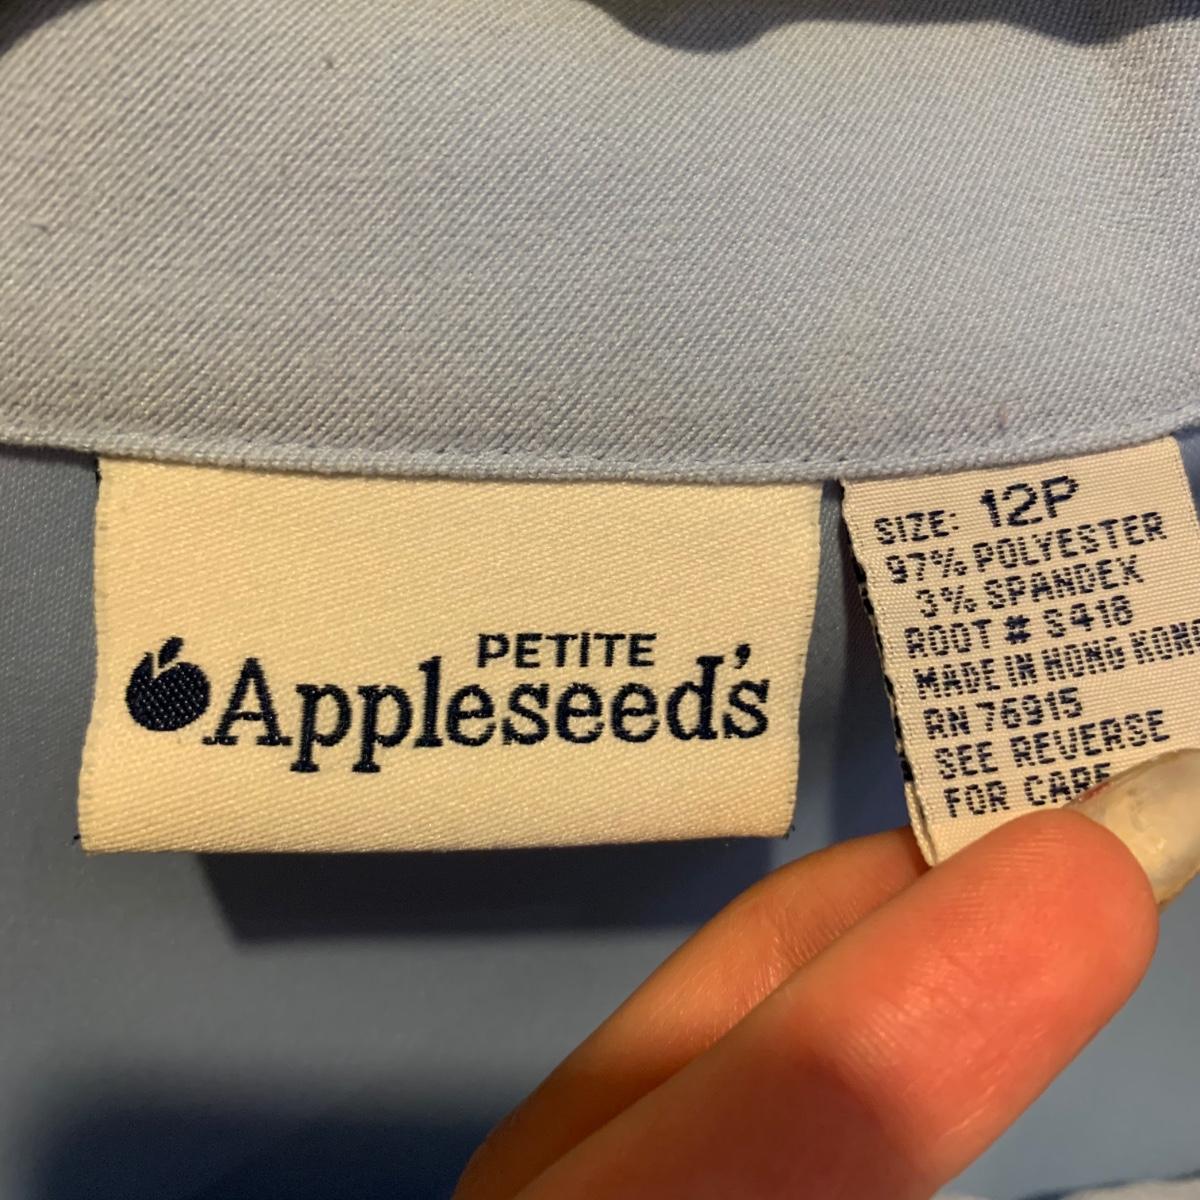 PETITE
Appleseed's
SIZE: 12P
97% POLYESTER
3% SPANDEX
ROOT # S418
MADE IN HONG KONG
RN 76915
SEE REVERSE
FOR CARE